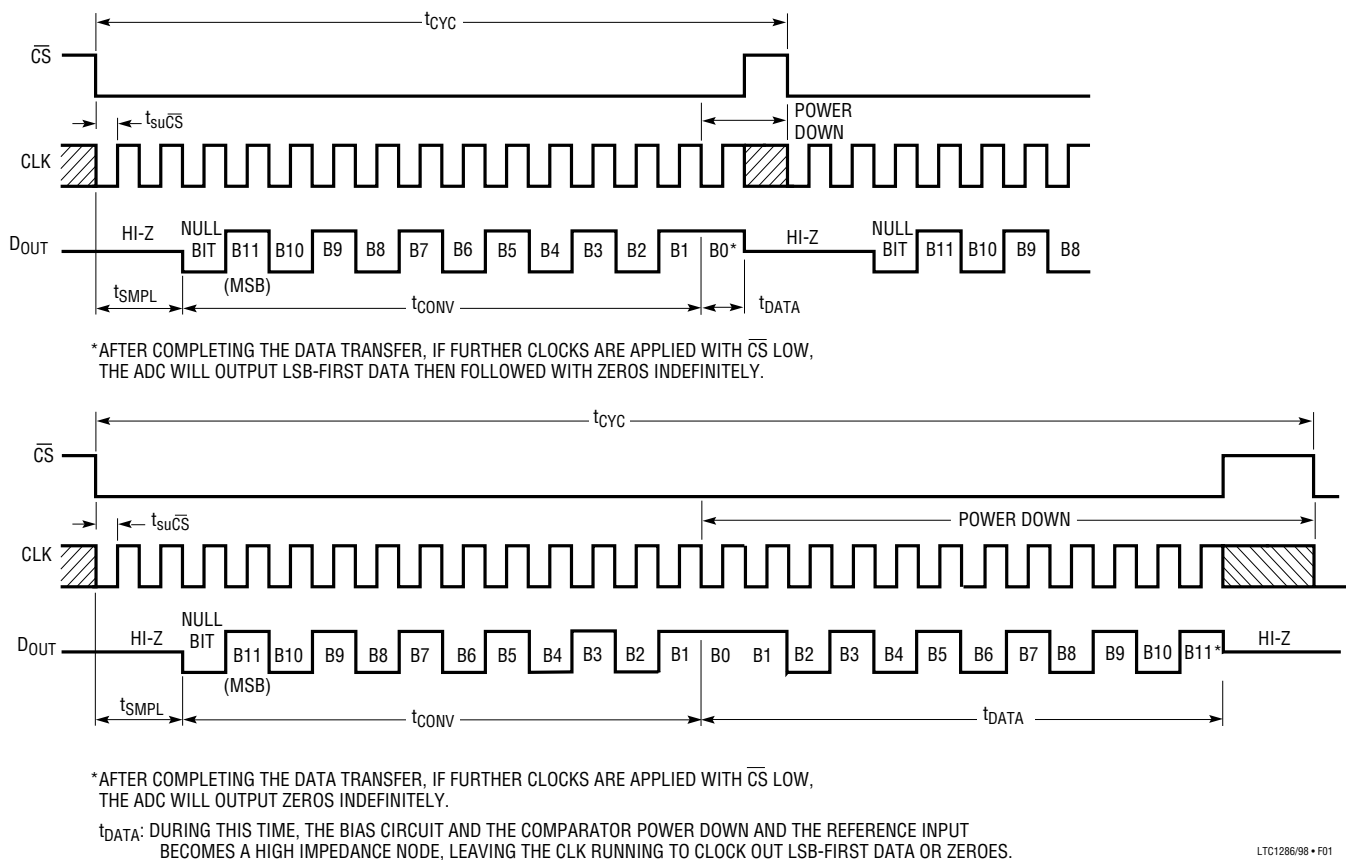 tCYC
CS
POWER
DOWN
tsuCS
CLK
DOUT HI-Z NULL BIT B11 B10 B9 B8 B7 B6 B5 B4 B3 B2 B1 B0* HI-Z NULL BIT B11 B10 B9 B8
(MSB)
tSMPL tCONV tDATA
*AFTER COMPLETING THE DATA TRANSFER, IF FURTHER CLOCKS ARE APPLIED WITH CS LOW,
THE ADC WILL OUTPUT LSB-FIRST DATA THEN FOLLOWED WITH ZEROS INDEFINITELY.
tCYC
CS
tsuCS POWER DOWN
CLK
DOUT HI-Z NULL BIT B11 B10 B9 B8 B7 B6 B5 B4 B3 B2 B1 B0 B1 B2 B3 B4 B5 B6 B7 B8 B9 B10 B11* HI-Z
(MSB)
tSMPL tCONV tDATA
*AFTER COMPLETING THE DATA TRANSFER, IF FURTHER CLOCKS ARE APPLIED WITH CS LOW,
THE ADC WILL OUTPUT ZEROS INDEFINITELY.
tDATA: DURING THIS TIME, THE BIAS CIRCUIT AND THE COMPARATOR POWER DOWN AND THE REFERENCE INPUT
BECOMES A HIGH IMPEDANCE NODE, LEAVING THE CLK RUNNING TO CLOCK OUT LSB-FIRST DATA OR ZEROES.
LTC1286/98 • F01